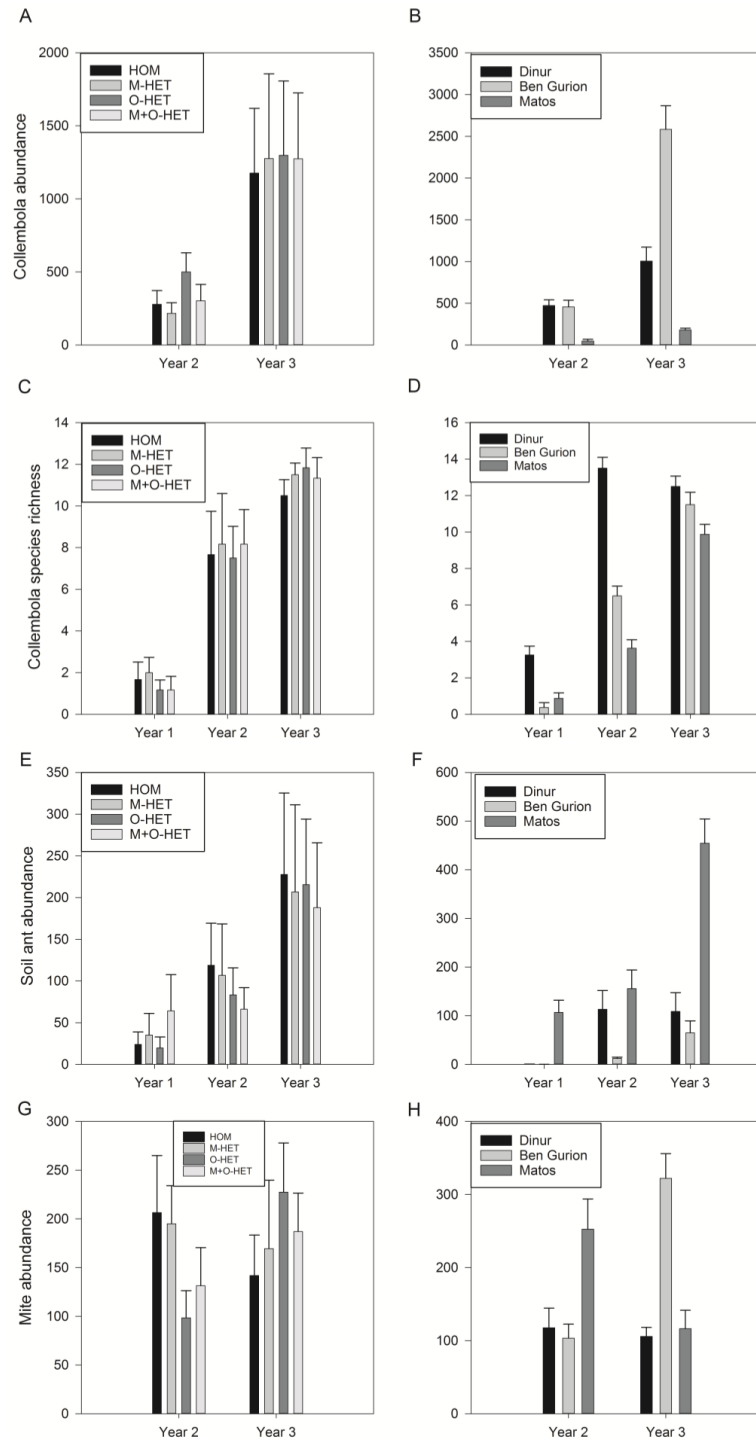 A
Collembola abundance
2000
1500
1000
500
0
HOM
M-HET
O-HET
M+O-HET
Year 2 Year 3
B
3500
3000
2500
2000
1500
1000
500
0
Dinur
Ben Gurion
Matos
Year 2 Year 3
C
Collembola species richness
14
12
10
8
6
4
2
0
HOM
M-HET
O-HET
M+O-HET
Year 1 Year 2 Year 3
D
16
14
12
10
8
6
4
2
0
Dinur
Ben Gurion
Matos
Year 1 Year 2 Year 3
E
Soil ant abundance
350
300
250
200
150
100
50
0
HOM
M-HET
O-HET
M+O-HET
Year 1 Year 2 Year 3
F
600
500
400
300
200
100
0
Dinur
Ben Gurion
Matos
Year 1 Year 2 Year 3
G
Mite abundance
300
250
200
150
100
50
0
HOM
M-HET
O-HET
M+O-HET
Year 2 Year 3
H
400
300
200
100
0
Dinur
Ben Gurion
Matos
Year 2 Year 3